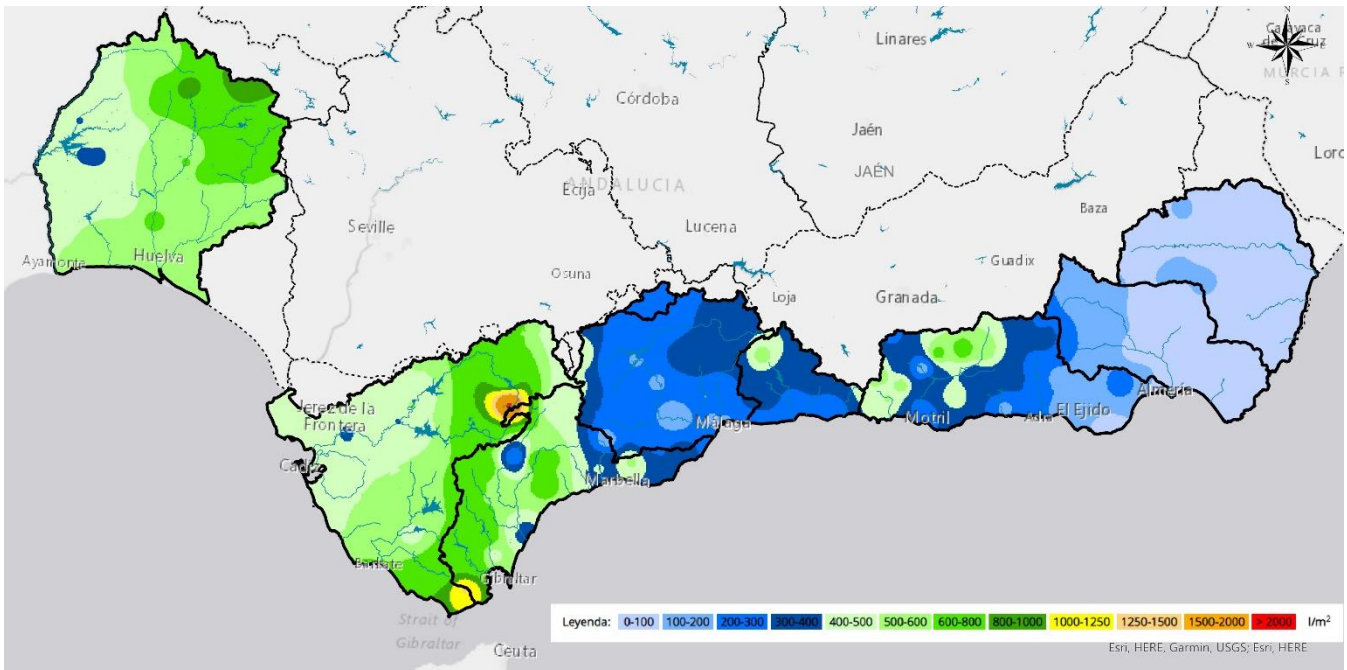 Linares
Caravaca
de la Cruz
N
W E
S
MURCIA
Córdoba
Jaén
JAÉN
ANDALUCIA
Écija
Baza
Seville
Lucena
Ayamonte
Huelva
Osuna
Guadix
Loja
Granada
Jerez de la
Frontera
Almería
Málaga
Motril
Adra
El Ejido
Cádiz
Marbella
Barbate
Gibraltar
Strait of
Gibraltar
Leyenda: 0-100 100-200 200-300 300-400 400-500 500-600 600-800 800-1000 1000-1250 1250-1500 1500-2000 > 2000 l/m²
Esri, HERE, Garmin, USGS; Esri, HERE
Ceuta